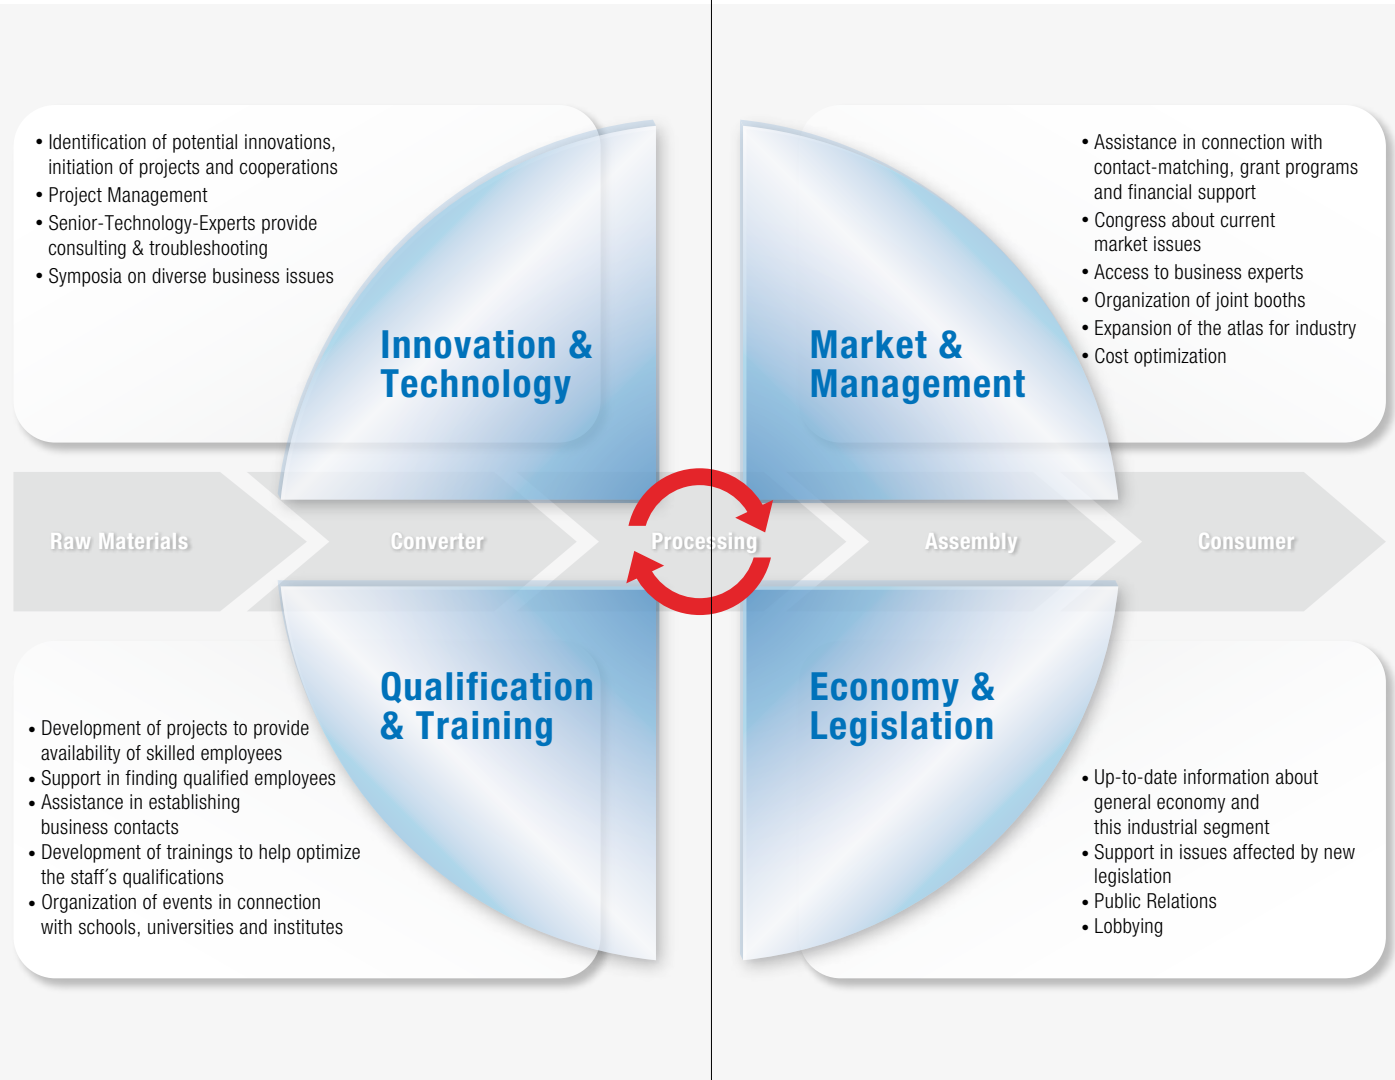 • Identification of potential innovations,
initiation of projects and cooperations
• Project Management
• Senior-Technology-Experts provide
consulting & troubleshooting
• Symposia on diverse business issues
Innovation &
Technology
• Assistance in connection with
contact-matching, grant programs
and financial support
• Congress about current
market issues
• Access to business experts
• Organization of joint booths
• Expansion of the atlas for industry
• Cost optimization
Market &
Management
Raw Materials
Converter
Processing
Assembly
Consumer
Qualification
& Training
• Development of projects to provide
availability of skilled employees
• Support in finding qualified employees
• Assistance in establishing
business contacts
• Development of trainings to help optimize
the staff´s qualifications
• Organization of events in connection
with schools, universities and institutes
Economy &
Legislation
• Up-to-date information about
general economy and
this industrial segment
• Support in issues affected by new
legislation
• Public Relations
• Lobbying